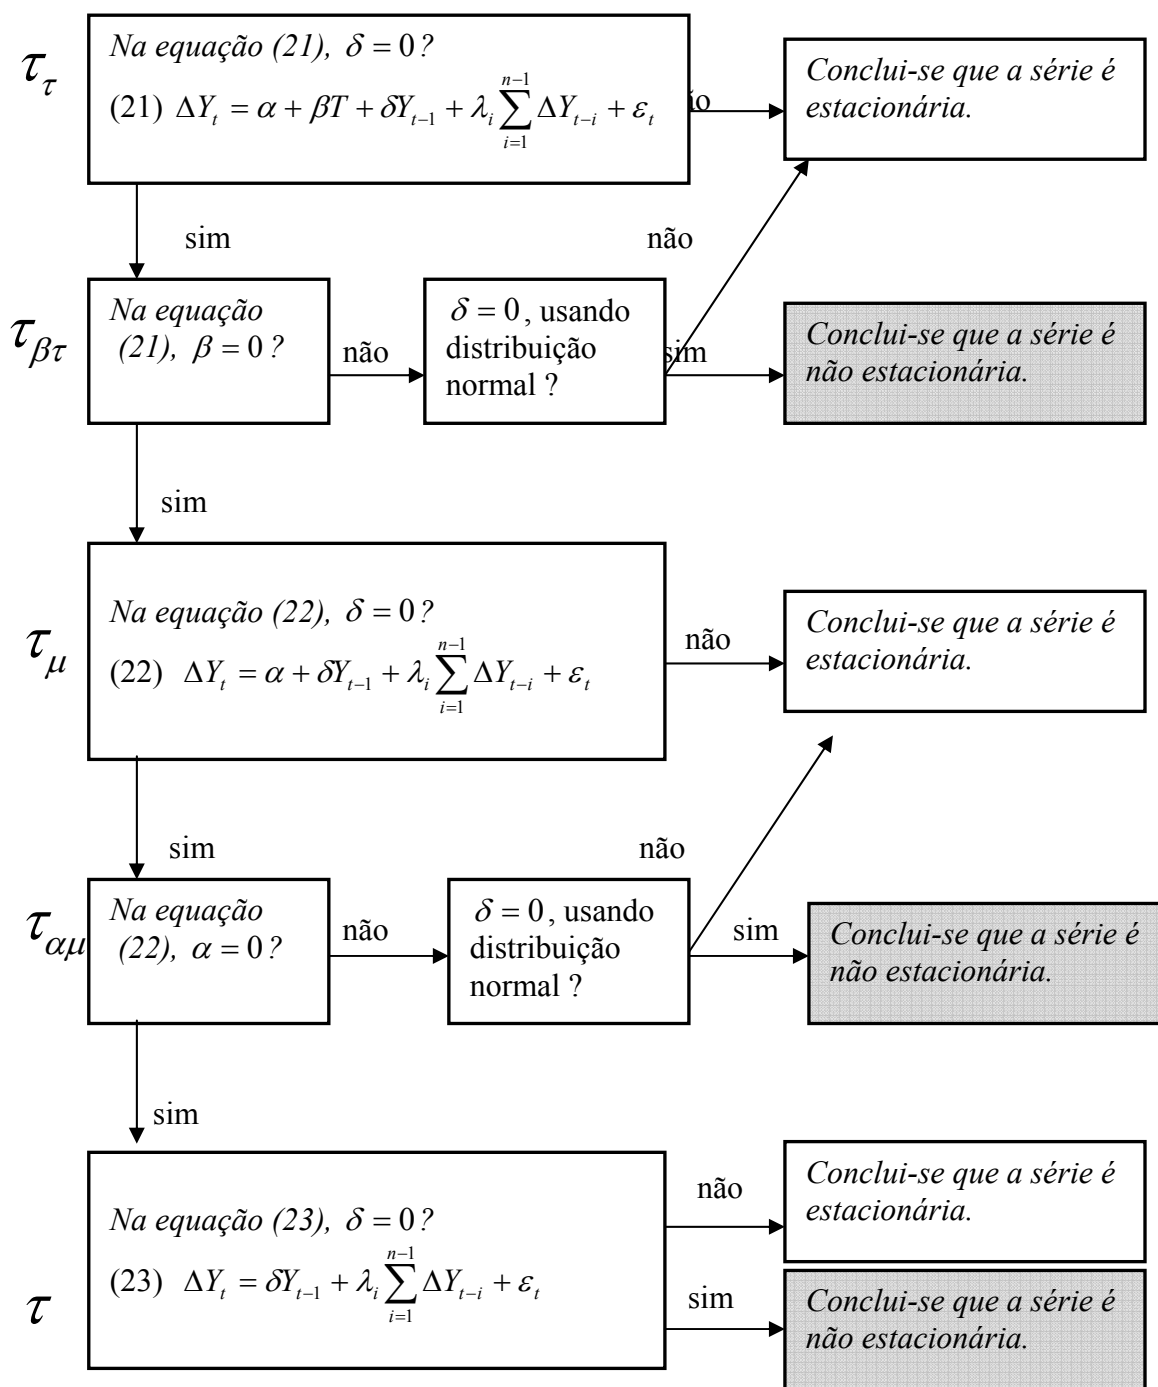 τ_τ
Na equação (21), δ = 0?
(21) ΔY_t = α + βT + δY_{t−1} + λ_i ∑_{i=1}^{n−1} ΔY_{t−i} + ε_t
ão
Conclui-se que a série é
estacionária.
sim
não
τ_{βτ}
Na equação
(21), β = 0?
não
δ = 0, usando
distribuição
normal ?
sim
Conclui-se que a série é
não estacionária.
sim
τ_μ
Na equação (22), δ = 0?
(22) ΔY_t = α + δY_{t−1} + λ_i ∑_{i=1}^{n−1} ΔY_{t−i} + ε_t
não
Conclui-se que a série é
estacionária.
sim
não
τ_{αμ}
Na equação
(22), α = 0?
não
δ = 0, usando
distribuição
normal ?
sim
Conclui-se que a série é
não estacionária.
sim
τ
Na equação (23), δ = 0?
(23) ΔY_t = δY_{t−1} + λ_i ∑_{i=1}^{n−1} ΔY_{t−i} + ε_t
não
Conclui-se que a série é
estacionária.
sim
Conclui-se que a série é
não estacionária.